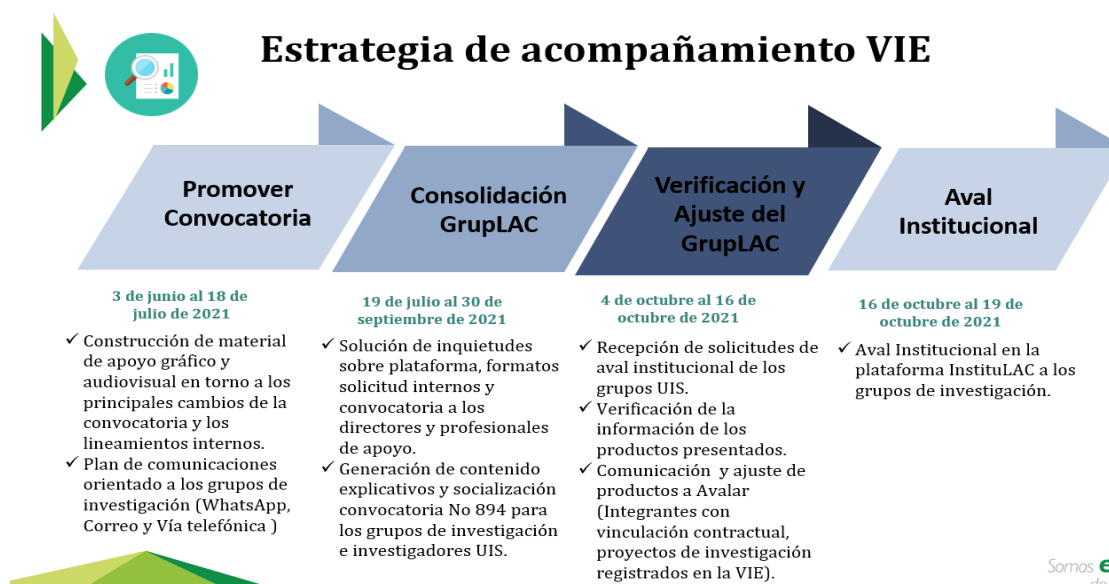 Estrategia de acompañamiento VIE
Promover
Convocatoria
3 de junio al 18 de
julio de 2021
✓ Construcción de material
de apoyo gráfico y
audiovisual en torno a los
principales cambios de la
convocatoria y los
lineamientos internos.
✓ Plan de comunicaciones
orientado a los grupos de
investigación (WhatsApp,
Correo y Vía telefónica )
Consolidación
GrupLAC
19 de julio al 30 de
septiembre de 2021
✓ Solución de inquietudes
sobre plataforma, formatos
solicitud internos y
convocatoria a los
directores y profesionales
de apoyo.
✓ Generación de contenido
explicativos y socialización
convocatoria No 894 para
los grupos de investigación
e investigadores UIS.
Verificación y
Ajuste del
GrupLAC
4 de octubre al 16 de
octubre de 2021
✓ Recepción de solicitudes de
aval institucional de los
grupos UIS.
✓ Verificación de la
información de los
productos presentados.
✓ Comunicación y ajuste de
productos a Avalar
(Integrantes con
vinculación contractual,
proyectos de investigación
registrados en la VIE).
Aval
Institucional
16 de octubre al 19 de
octubre de 2021
✓ Aval Institucional en la
plataforma InstituLAC a los
grupos de investigación.
Somos